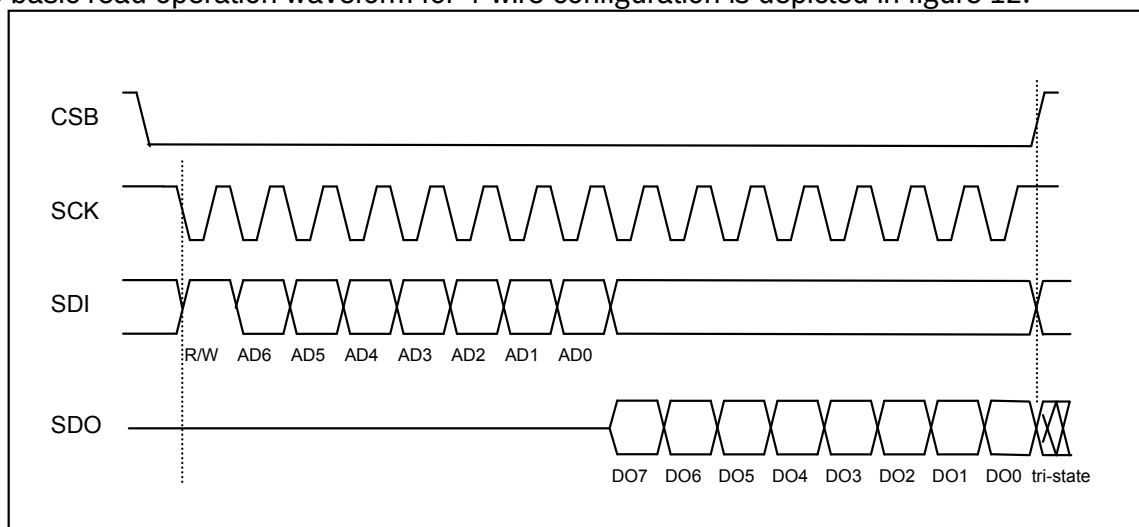 basic read operation waveform for 4 wire configuration is depicted in figure 12:
CSB
SCK
SDI
R/W AD6 AD5 AD4 AD3 AD2 AD1 AD0
SDO
DO7 DO6 DO5 DO4 DO3 DO2 DO1 DO0 tri-state